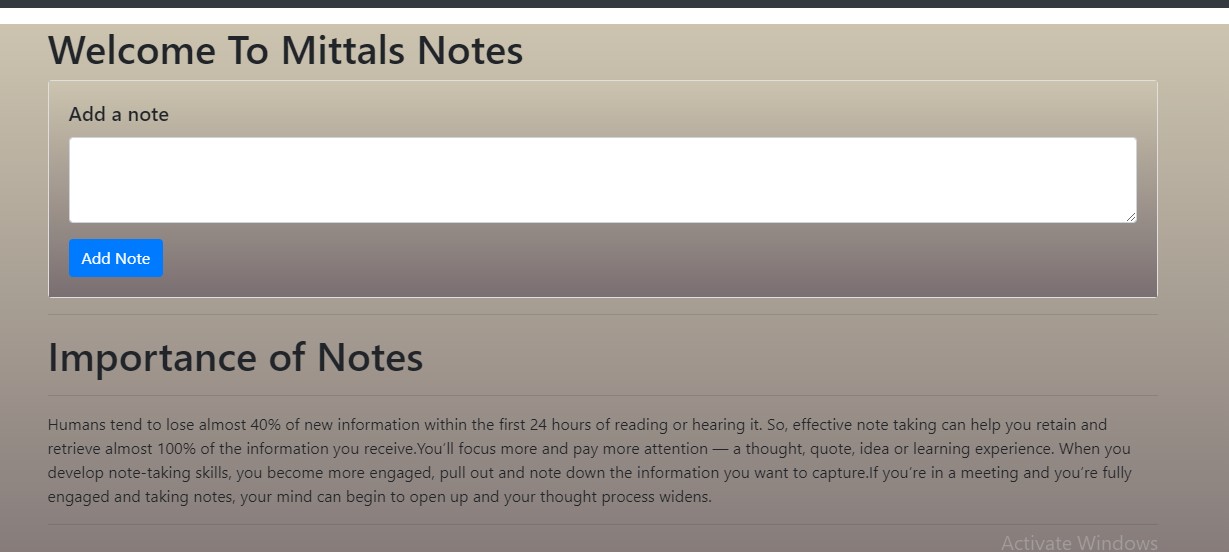 Welcome To Mittals Notes
Add a note
Add Note
Importance of Notes
Humans tend to lose almost 40% of new information within the first 24 hours of reading or hearing it. So, effective note taking can help you retain and
retrieve almost 100% of the information you receive.You’ll focus more and pay more attention — a thought, quote, idea or learning experience. When you
develop note-taking skills, you become more engaged, pull out and note down the information you want to capture.If you’re in a meeting and you’re fully
engaged and taking notes, your mind can begin to open up and your thought process widens.
Activate Windows